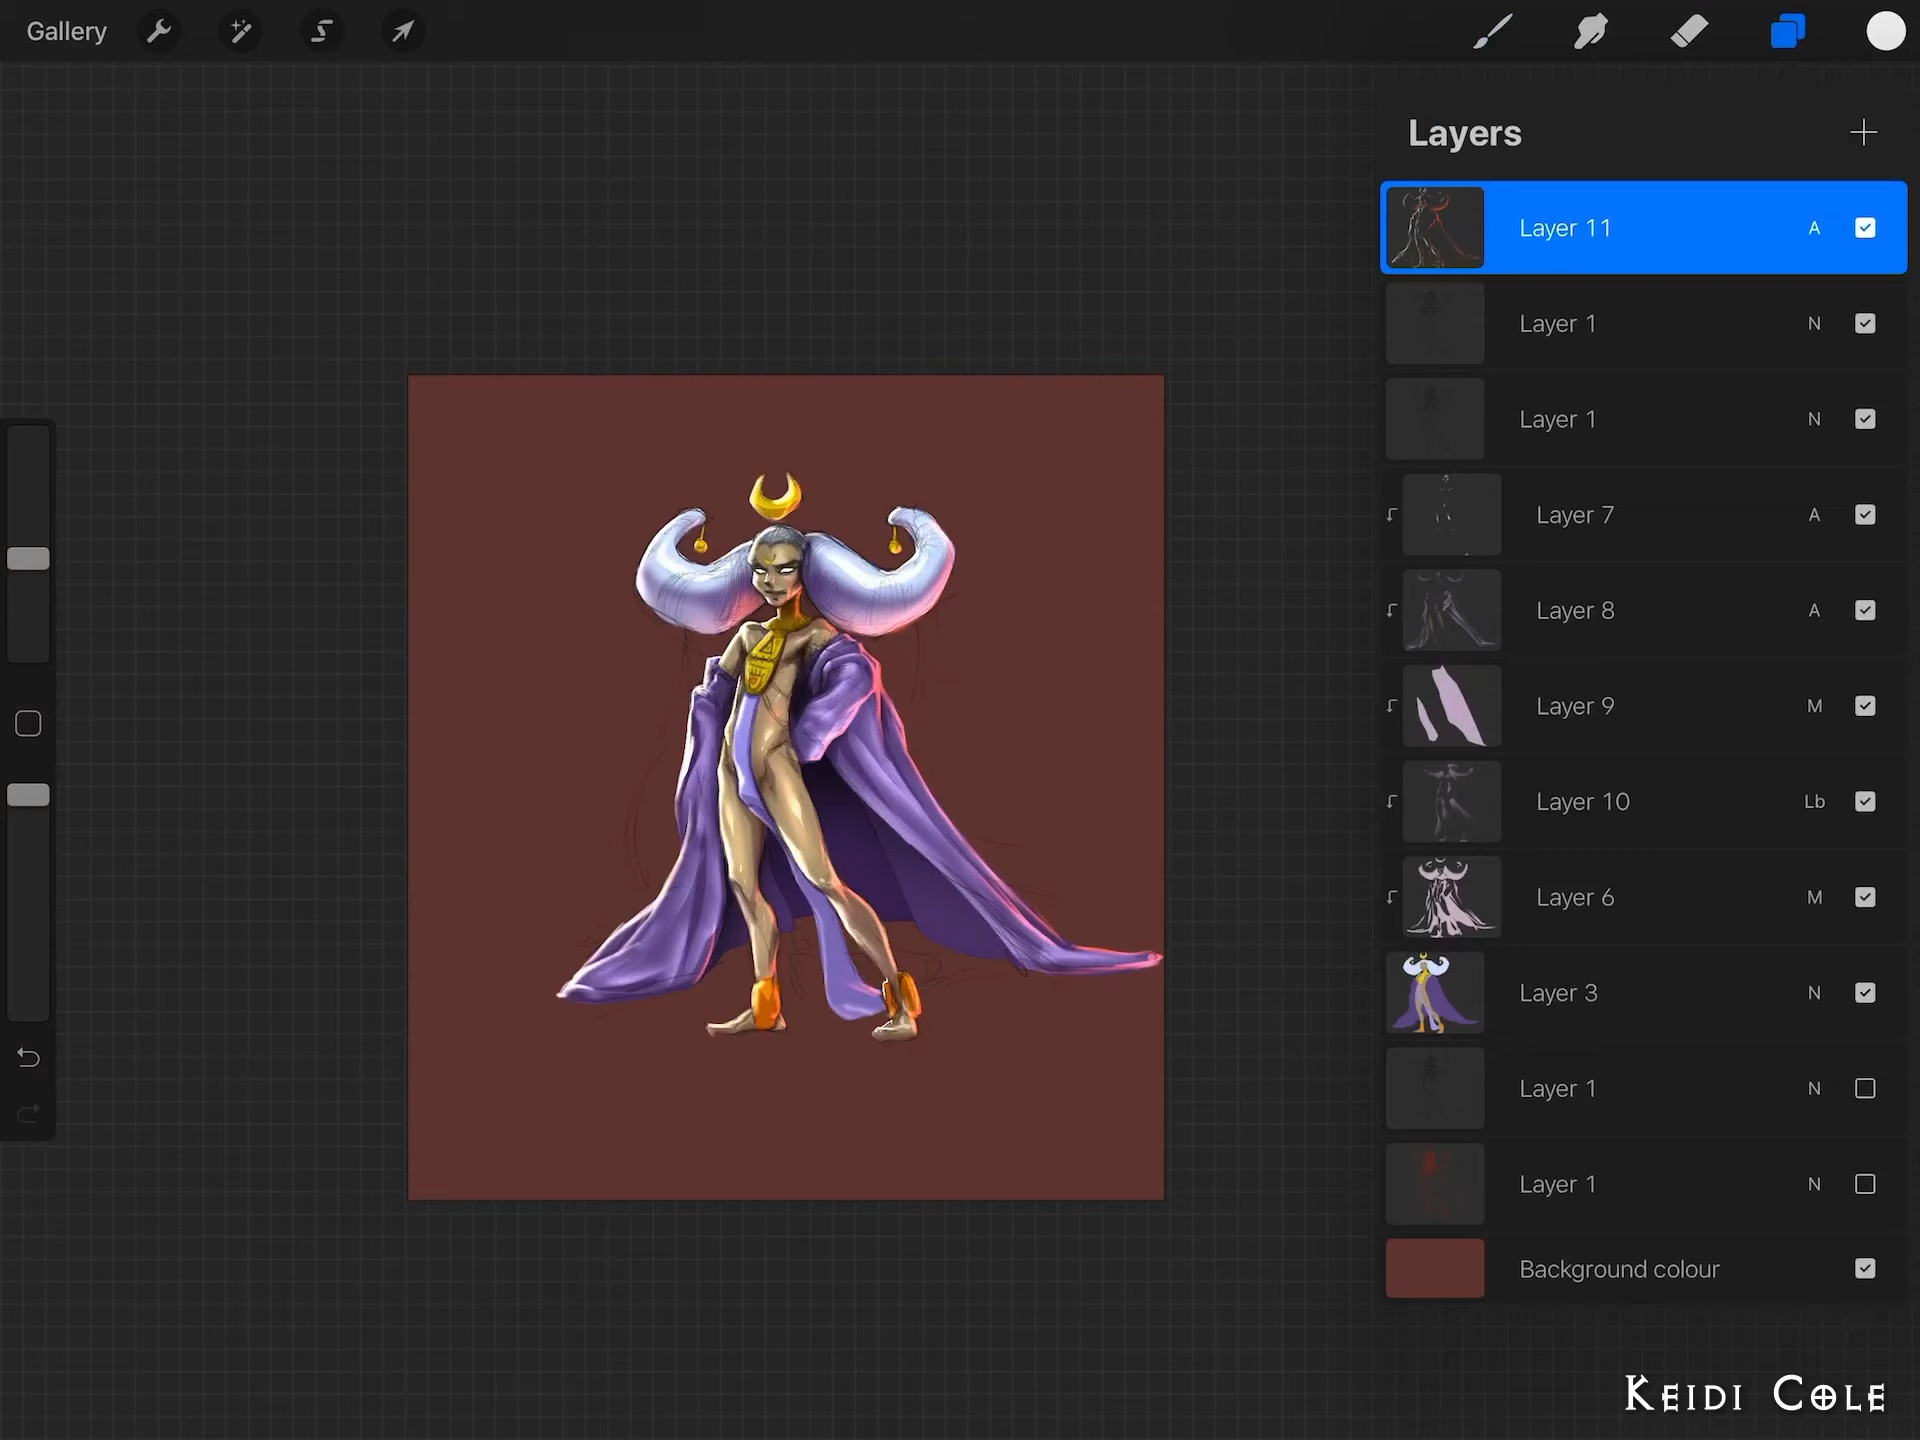 Gallery
Layers
Layer 11 A
Layer 1 N
Layer 1 N
Layer 7 A
Layer 8 A
Layer 9 M
Layer 10 Lb
Layer 6 M
Layer 3 N
Layer 1 N
Layer 1 N
Background colour
KEIDI COLE